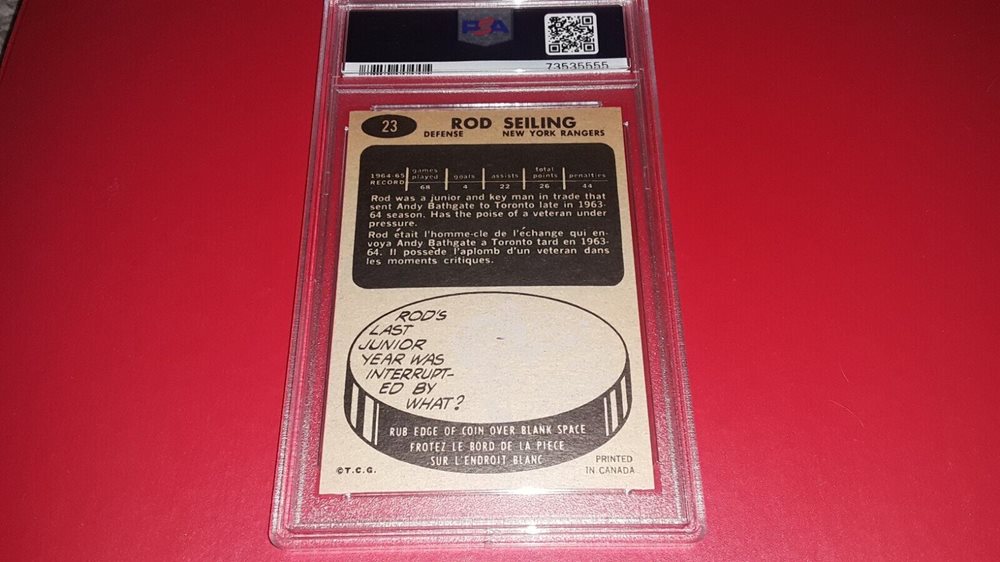 PSA
73535555
23
ROD SEILING
DEFENSE NEW YORK RANGERS
1964-65 RECORD games played goals assists total points penalties
68 4 22 26 44
Rod was a junior and key man in trade that
sent Andy Bathgate to Toronto late in 1963-
64 season. Has the poise of a veteran under
pressure.
Rod était l'homme-cle de l'échange qui en-
voya Andy Bathgate a Toronto tard en 1963-
64. Il possède l'aplomb d'un veteran dans
les moments critiques.
ROD'S
LAST
JUNIOR
YEAR WAS
INTERRUPT-
ED BY
WHAT?
RUB EDGE OF COIN OVER BLANK SPACE
FROTEZ LE BORD DE LA PIECE
SUR L'ENDROIT BLANC
©T.C.G.
PRINTED
IN CANADA